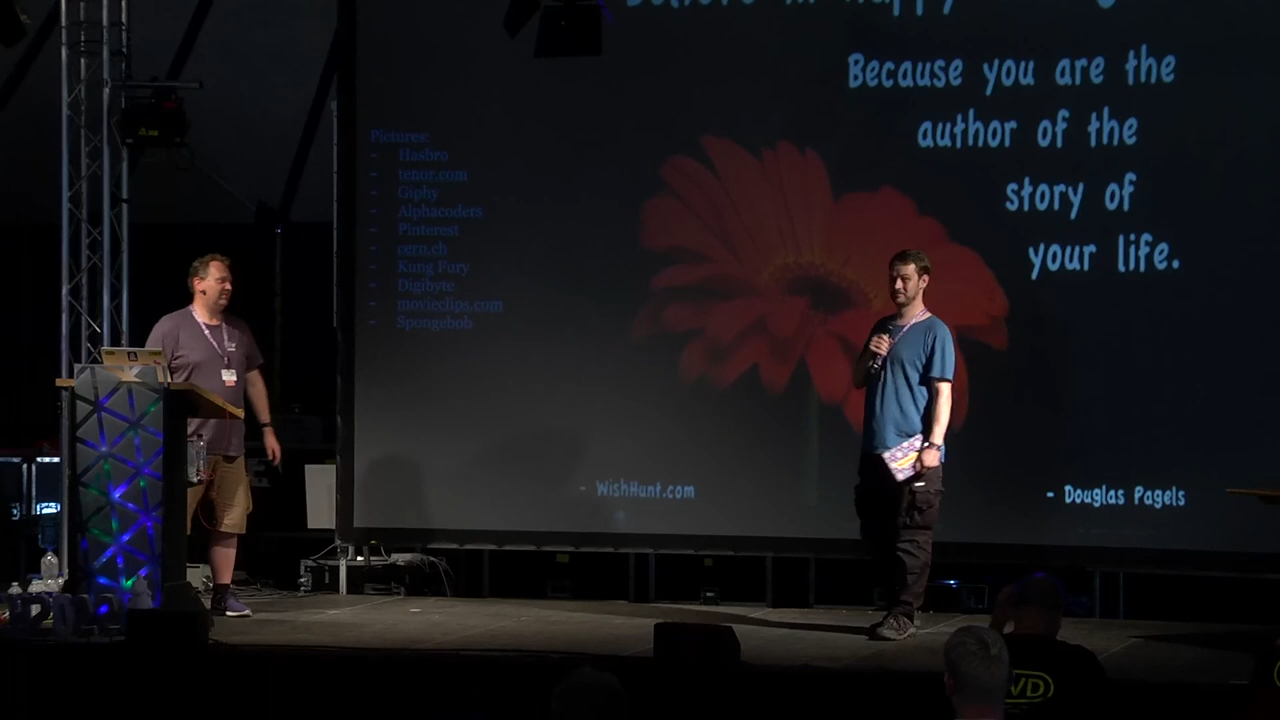 Because you are the
author of the
story of
your life.
Pictures:
- Hasbro
- tenor.com
- Giphy
- Alphacoders
- Pinterest
- cern.ch
- Kung Fury
- Digibyte
- movieclips.com
- Spongebob
- WishHunt.com
- Douglas Pagels
VD